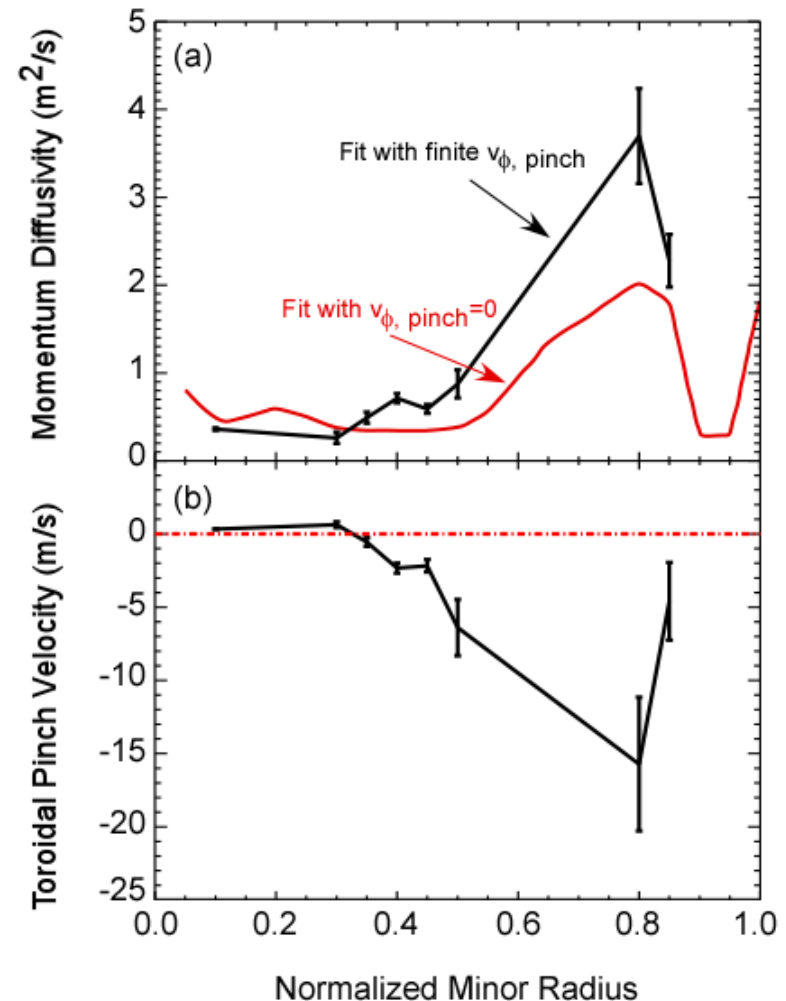 Momentum Diffusivity (m²/s)
5
4
3
2
1
0
(a)
Fit with finite vϕ, pinch
Fit with vϕ, pinch=0
Toroidal Pinch Velocity (m/s)
0
-5
-10
-15
-20
-25
(b)
0.0 0.2 0.4 0.6 0.8 1.0
Normalized Minor Radius